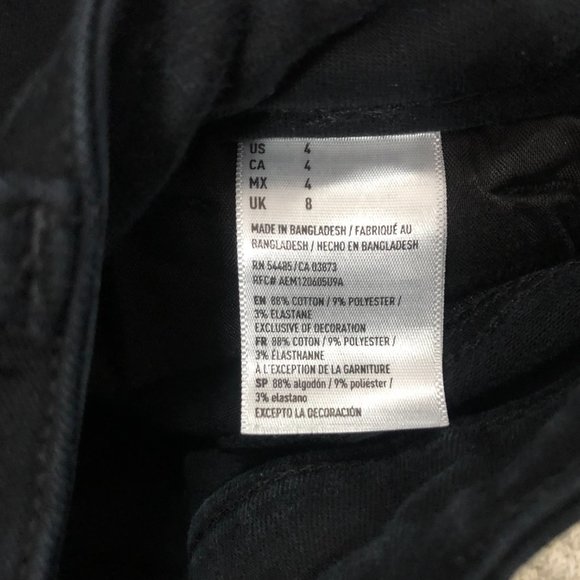 US 4
CA 4
MX 4
UK 8
MADE IN BANGLADESH / FABRIQUÉ AU
BANGLADESH / HECHO EN BANGLADESH
RN 54485/CA 03873
RFC# AEM120605U9A
EN 88% COTTON / 9% POLYESTER /
3% ELASTANE
EXCLUSIVE OF DECORATION
FR 88% COTON / 9% POLYESTER /
3% ÉLASTHANNE
À L'EXCEPTION DE LA GARNITURE
SP 88% algodón / 9% poliéster /
3% elastano
EXCEPTO LA DECORACIÓN